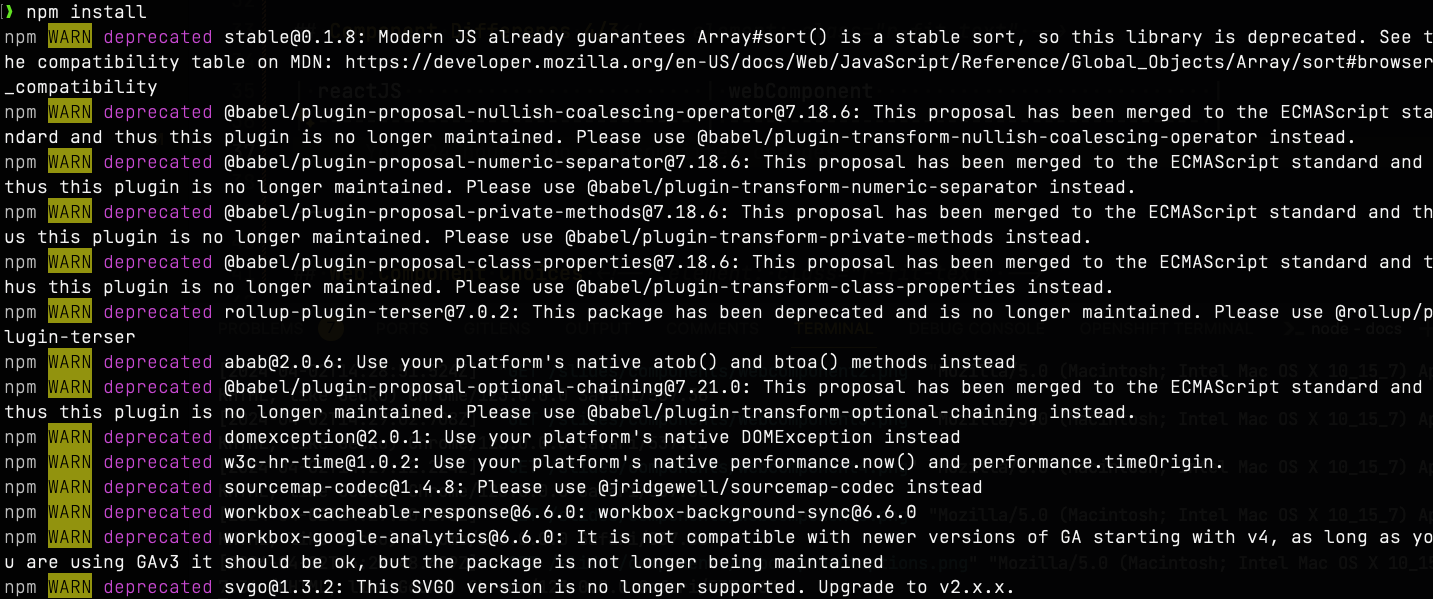 ❯ npm install
npm WARN deprecated stable@0.1.8: Modern JS already guarantees Array#sort() is a stable sort, so this library is deprecated. See t
he compatibility table on MDN: https://developer.mozilla.org/en-US/docs/Web/JavaScript/Reference/Global_Objects/Array/sort#browser
_compatibility
reactJS webComponent
npm WARN deprecated @babel/plugin-proposal-nullish-coalescing-operator@7.18.6: This proposal has been merged to the ECMAScript sta
ndard and thus this plugin is no longer maintained. Please use @babel/plugin-transform-nullish-coalescing-operator instead.
npm WARN deprecated @babel/plugin-proposal-numeric-separator@7.18.6: This proposal has been merged to the ECMAScript standard and
thus this plugin is no longer maintained. Please use @babel/plugin-transform-numeric-separator instead.
npm WARN deprecated @babel/plugin-proposal-private-methods@7.18.6: This proposal has been merged to the ECMAScript standard and th
us this plugin is no longer maintained. Please use @babel/plugin-transform-private-methods instead.
npm WARN deprecated @babel/plugin-proposal-class-properties@7.18.6: This proposal has been merged to the ECMAScript standard and t
hus this plugin is no longer maintained. Please use @babel/plugin-transform-class-properties instead.
npm WARN deprecated rollup-plugin-terser@7.0.2: This package has been deprecated and is no longer maintained. Please use @rollup/p
lugin-terser
npm WARN deprecated abab@2.0.6: Use your platform's native atob() and btoa() methods instead
npm WARN deprecated @babel/plugin-proposal-optional-chaining@7.21.0: This proposal has been merged to the ECMAScript standard and
thus this plugin is no longer maintained. Please use @babel/plugin-transform-optional-chaining instead.
npm WARN deprecated domexception@2.0.1: Use your platform's native DOMException instead
npm WARN deprecated w3c-hr-time@1.0.2: Use your platform's native performance.now() and performance.timeOrigin.
npm WARN deprecated sourcemap-codec@1.4.8: Please use @jridgewell/sourcemap-codec instead
npm WARN deprecated workbox-cacheable-response@6.6.0: workbox-background-sync@6.6.0
npm WARN deprecated workbox-google-analytics@6.6.0: It is not compatible with newer versions of GA starting with v4, as long as yo
u are using GAv3 it should be ok, but the package is not longer being maintained
npm WARN deprecated svgo@1.3.2: This SVGO version is no longer supported. Upgrade to v2.x.x.